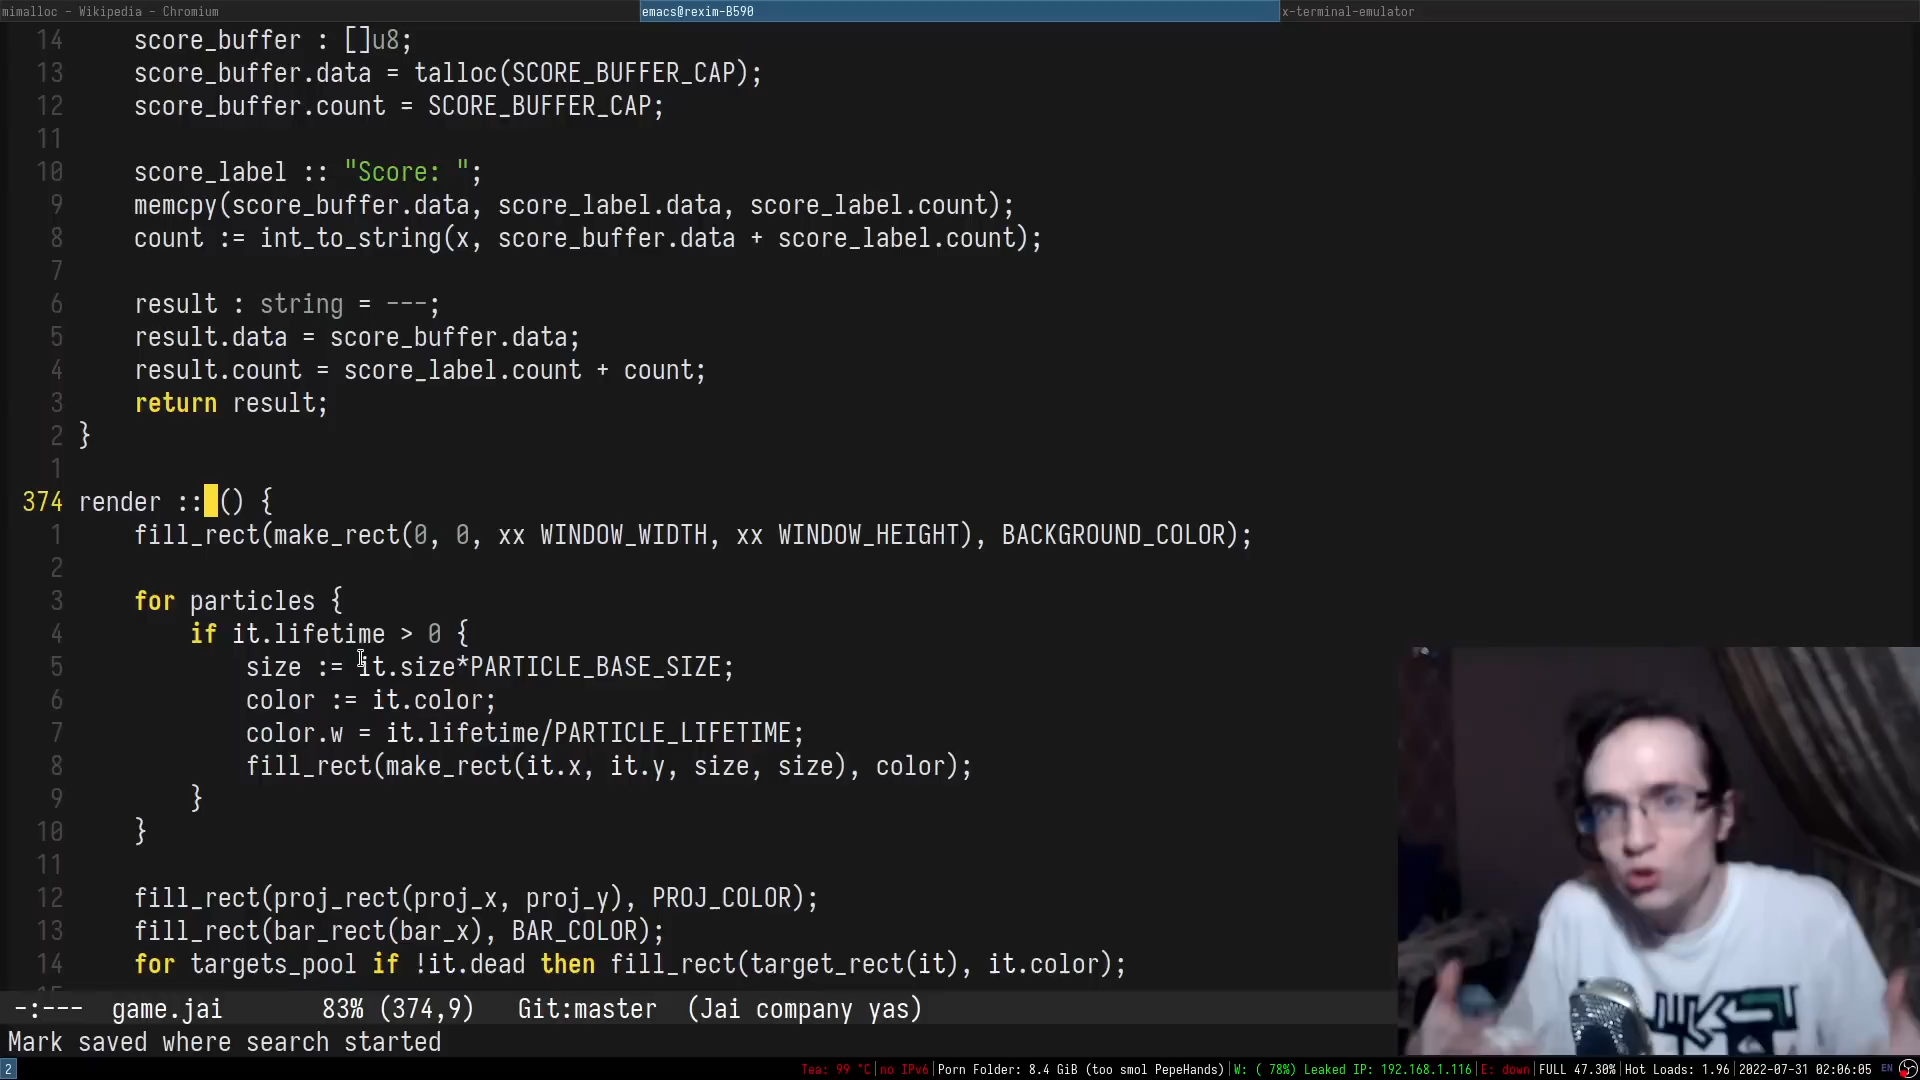 mimalloc - Wikipedia - Chromium
emacs@rexim-B590
x-terminal-emulator
14 score_buffer : []u8;
13 score_buffer.data = talloc(SCORE_BUFFER_CAP);
12 score_buffer.count = SCORE_BUFFER_CAP;
11
10 score_label :: "Score: ";
9 memcpy(score_buffer.data, score_label.data, score_label.count);
8 count := int_to_string(x, score_buffer.data + score_label.count);
7
6 result : string = ---;
5 result.data = score_buffer.data;
4 result.count = score_label.count + count;
3 return result;
2 }
1
374 render :: () {
1 fill_rect(make_rect(0, 0, xx WINDOW_WIDTH, xx WINDOW_HEIGHT), BACKGROUND_COLOR);
2
3 for particles {
4 if it.lifetime > 0 {
5 size := it.size*PARTICLE_BASE_SIZE;
6 color := it.color;
7 color.w = it.lifetime/PARTICLE_LIFETIME;
8 fill_rect(make_rect(it.x, it.y, size, size), color);
9 }
10 }
11
12 fill_rect(proj_rect(proj_x, proj_y), PROJ_COLOR);
13 fill_rect(bar_rect(bar_x), BAR_COLOR);
14 for targets_pool if !it.dead then fill_rect(target_rect(it), it.color);
-:--- game.jai 83% (374,9) Git:master (Jai company yas)
Mark saved where search started
2 Tea: 99 °C|no IPv6|Porn Folder: 8.4 GiB (too smol PepeHands)|W: ( 78%) Leaked IP: 192.168.1.116|E: down|FULL 47.30%|Hot Loads: 1.96|2022-07-31 02:06:05 EN